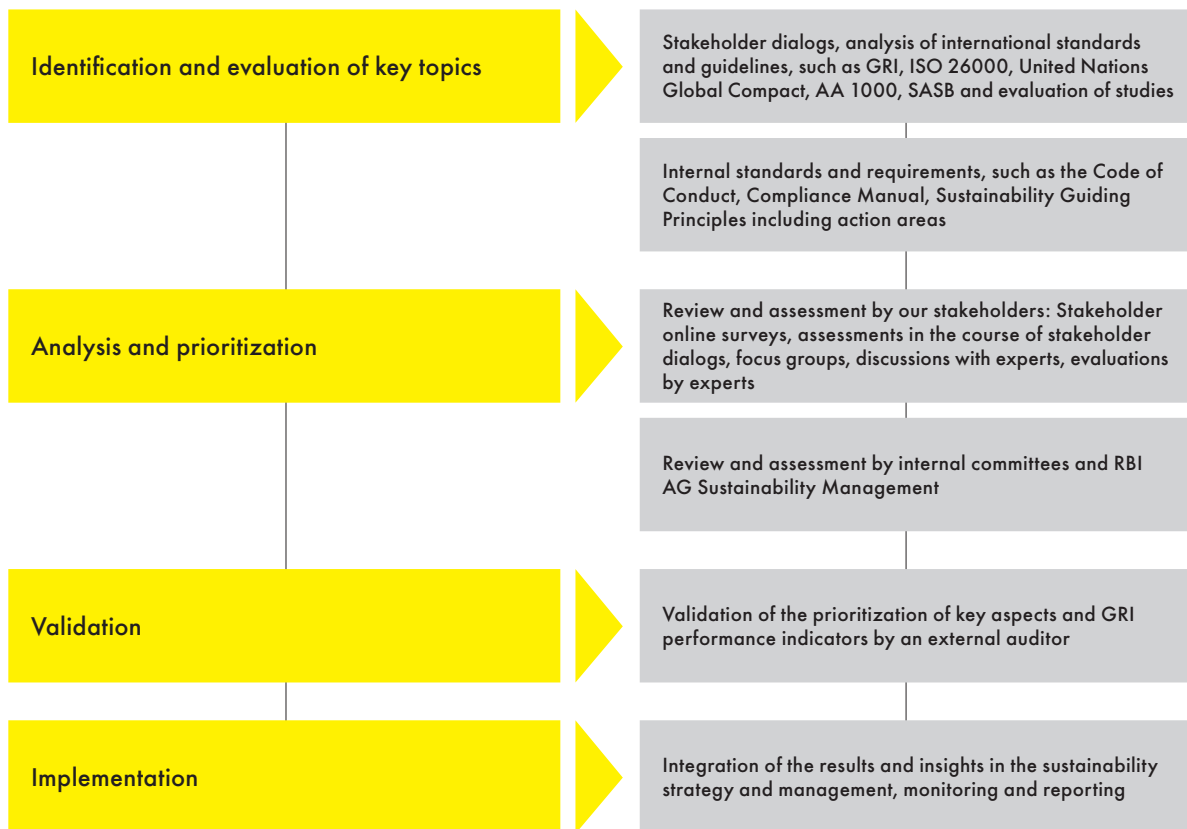 Identification and evaluation of key topics
Stakeholder dialogs, analysis of international standards
and guidelines, such as GRI, ISO 26000, United Nations
Global Compact, AA 1000, SASB and evaluation of studies
Internal standards and requirements, such as the Code of
Conduct, Compliance Manual, Sustainability Guiding
Principles including action areas
Analysis and prioritization
Review and assessment by our stakeholders: Stakeholder
online surveys, assessments in the course of stakeholder
dialogs, focus groups, discussions with experts, evaluations
by experts
Review and assessment by internal committees and RBI
AG Sustainability Management
Validation
Validation of the prioritization of key aspects and GRI
performance indicators by an external auditor
Implementation
Integration of the results and insights in the sustainability
strategy and management, monitoring and reporting